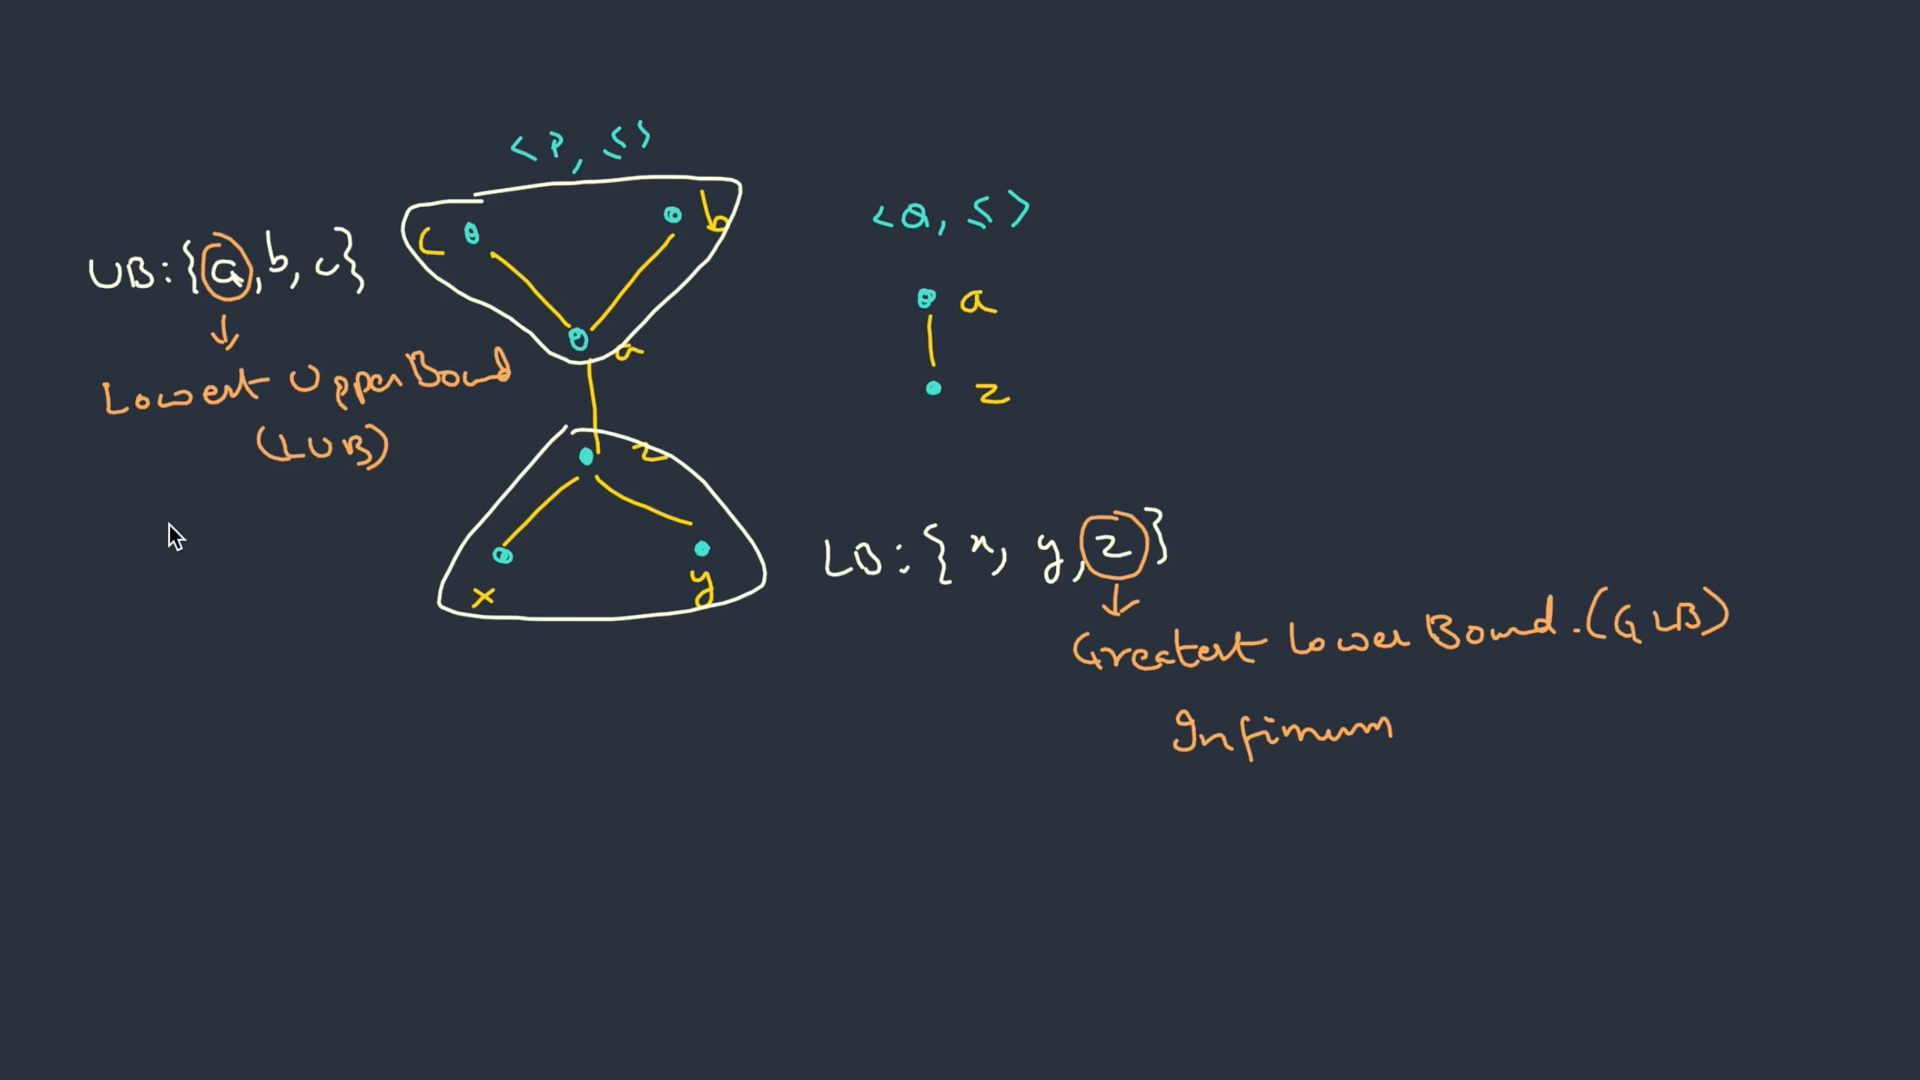 <P, ≤>
c
b
<Q, ≤>
UB: {a, b, c}
a
a
Lowest Upper Bound
(LUB)
z
z
x
y
LB: {x, y, z}
Greatest Lower Bound. (GLB)
Infimum